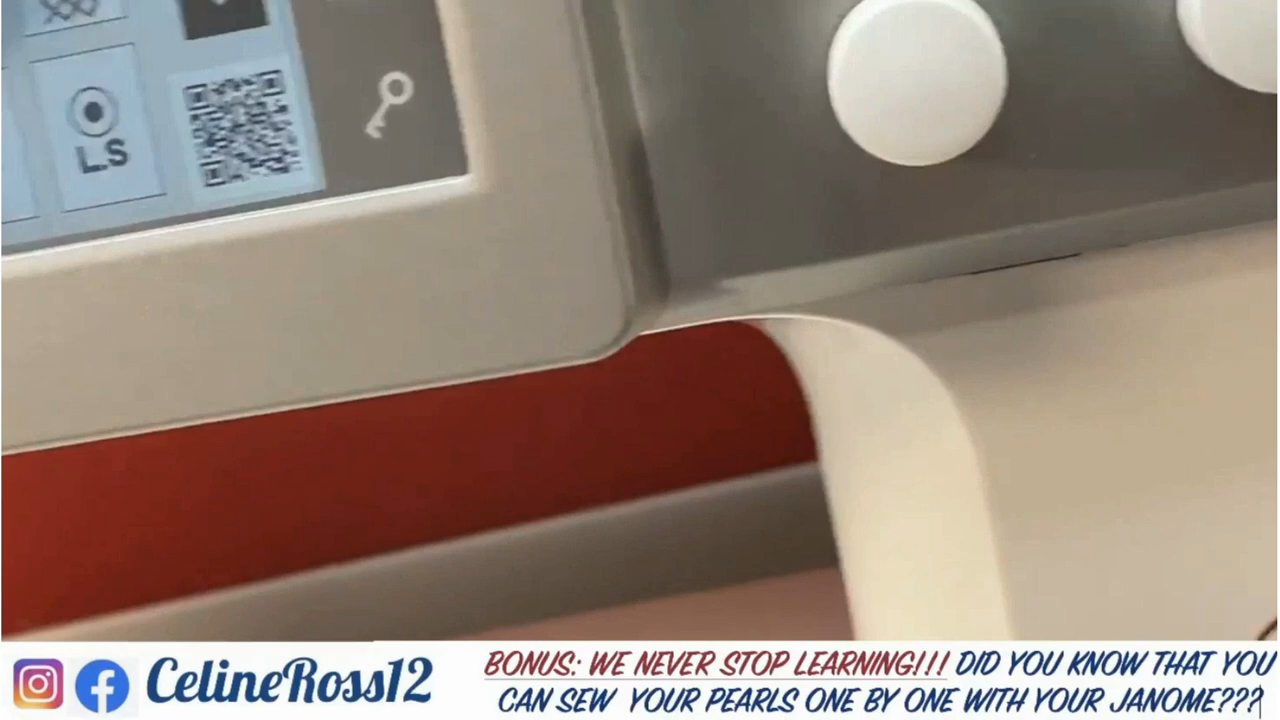 L.S
CelineRoss12
BONUS: WE NEVER STOP LEARNING!!! DID YOU KNOW THAT YOU
CAN SEW YOUR PEARLS ONE BY ONE WITH YOUR JANOME???